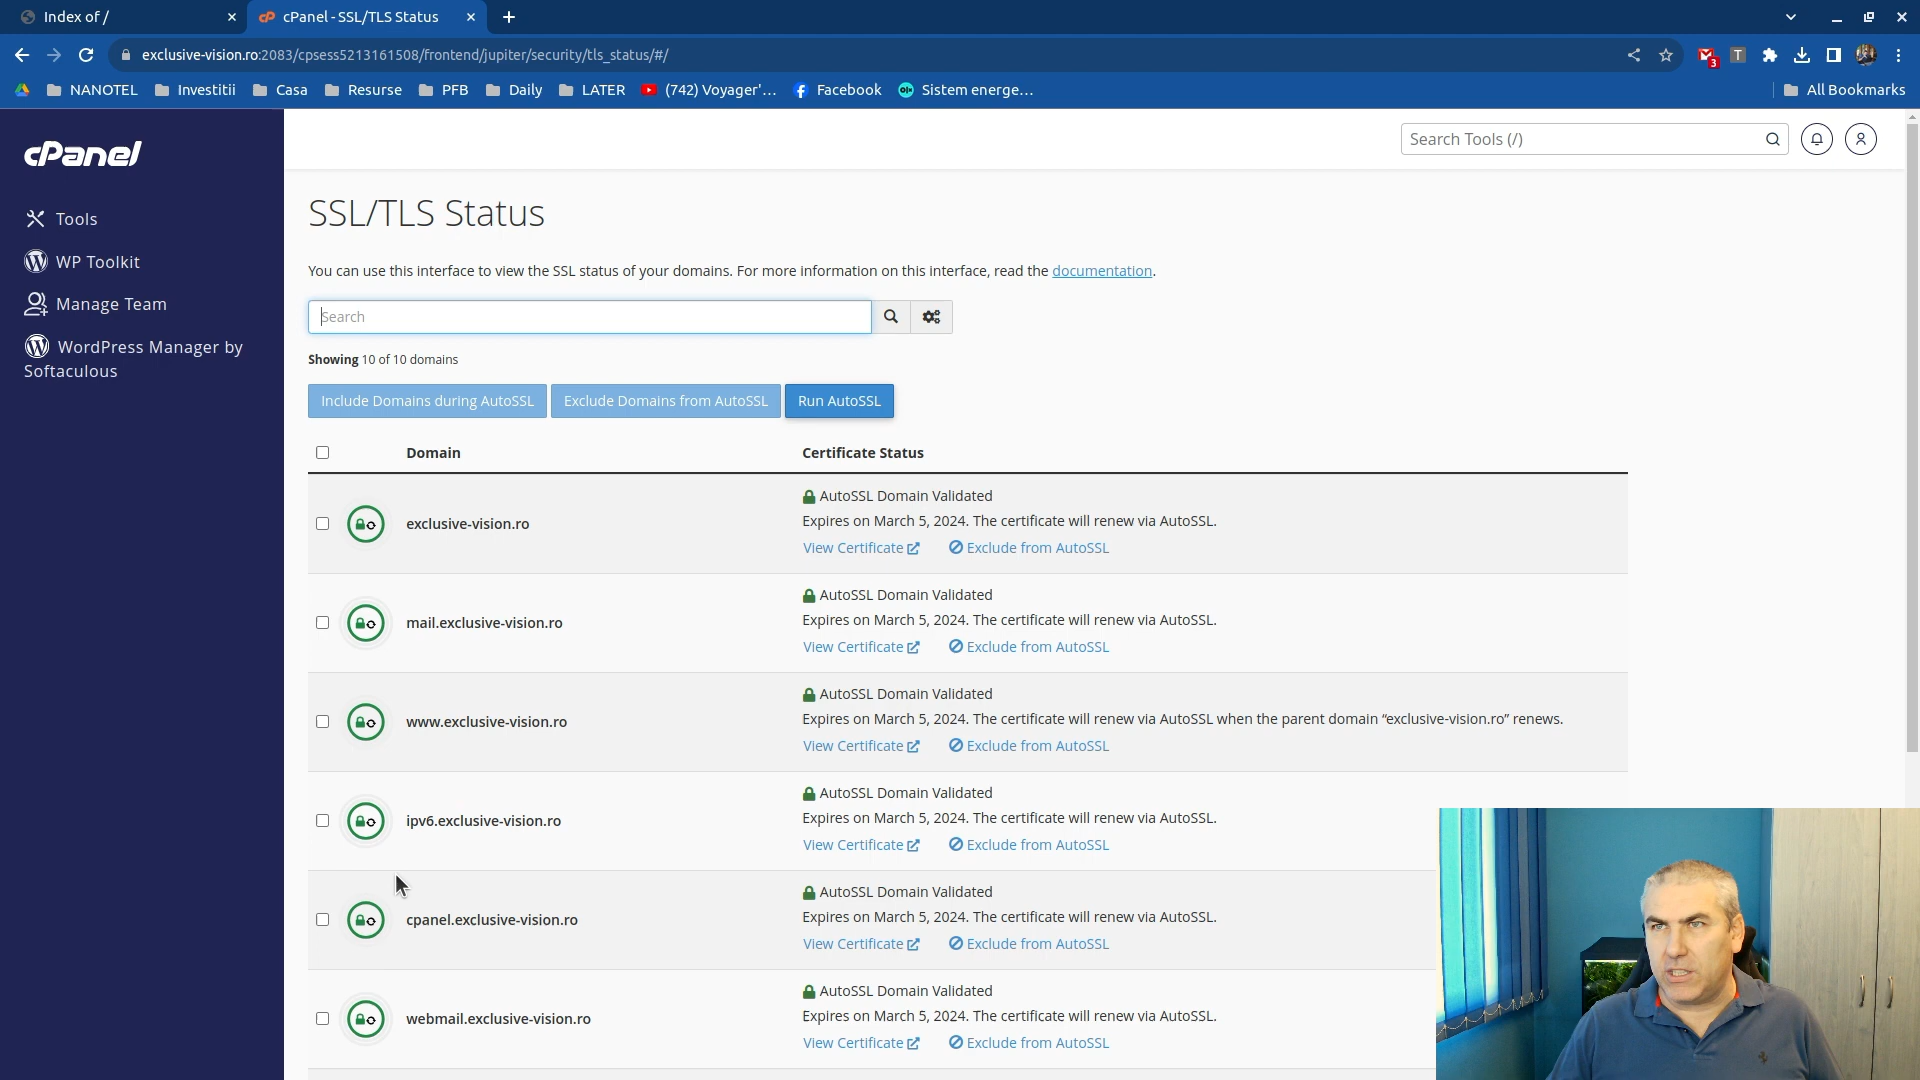 Index of /
cPanel - SSL/TLS Status
exclusive-vision.ro:2083/cpsess5213161508/frontend/jupiter/security/tls_status/#/
3
T
NANOTEL
Investitii
Casa
Resurse
PFB
Daily
LATER
(742) Voyager'...
Facebook
Sistem energe...
All Bookmarks
cPanel
Search Tools (/)
Tools
WP Toolkit
Manage Team
WordPress Manager by
Softaculous
SSL/TLS Status
You can use this interface to view the SSL status of your domains. For more information on this interface, read the documentation.
Search
Showing 10 of 10 domains
Include Domains during AutoSSL
Exclude Domains from AutoSSL
Run AutoSSL
Domain
Certificate Status
exclusive-vision.ro
AutoSSL Domain Validated
Expires on March 5, 2024. The certificate will renew via AutoSSL.
View Certificate
Exclude from AutoSSL
mail.exclusive-vision.ro
AutoSSL Domain Validated
Expires on March 5, 2024. The certificate will renew via AutoSSL.
View Certificate
Exclude from AutoSSL
www.exclusive-vision.ro
AutoSSL Domain Validated
Expires on March 5, 2024. The certificate will renew via AutoSSL when the parent domain “exclusive-vision.ro” renews.
View Certificate
Exclude from AutoSSL
ipv6.exclusive-vision.ro
AutoSSL Domain Validated
Expires on March 5, 2024. The certificate will renew via AutoSSL.
View Certificate
Exclude from AutoSSL
cpanel.exclusive-vision.ro
AutoSSL Domain Validated
Expires on March 5, 2024. The certificate will renew via AutoSSL.
View Certificate
Exclude from AutoSSL
webmail.exclusive-vision.ro
AutoSSL Domain Validated
Expires on March 5, 2024. The certificate will renew via AutoSSL.
View Certificate
Exclude from AutoSSL